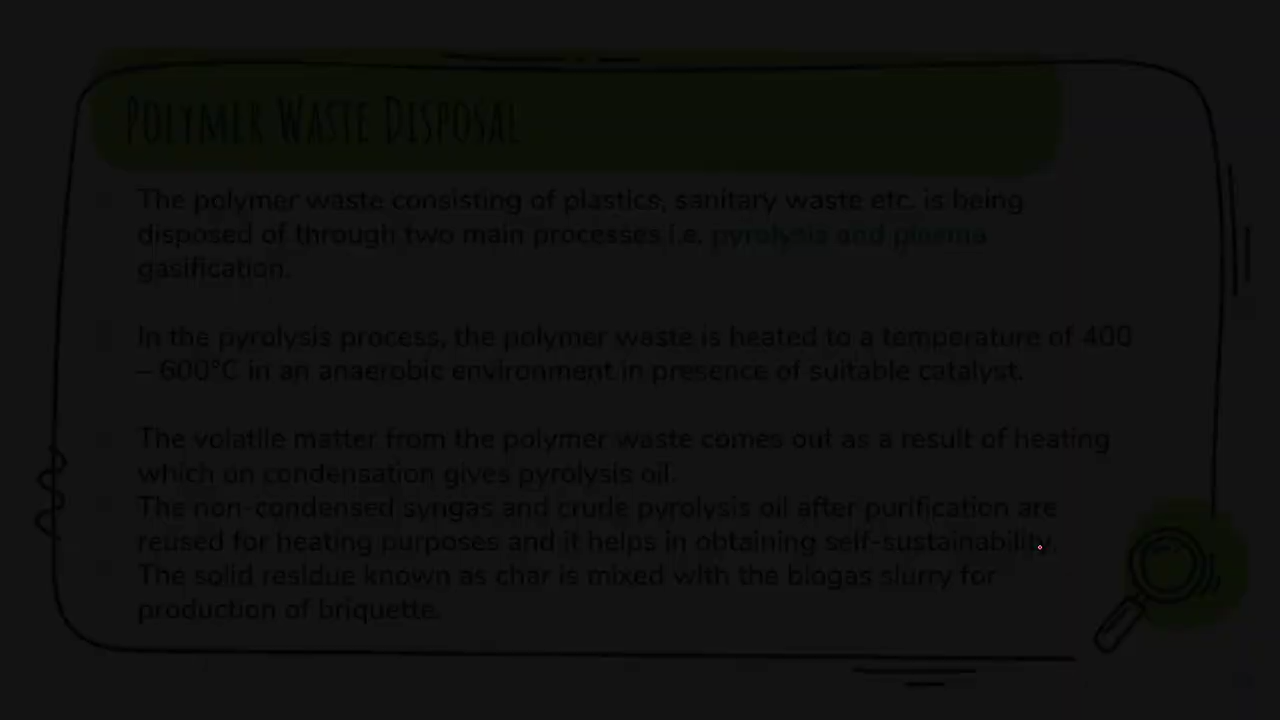 Polymer Waste Disposal
The polymer waste consisting of plastics, sanitary waste etc. is being
disposed of through two main processes i.e. pyrolysis and plasma
gasification.
In the pyrolysis process, the polymer waste is heated to a temperature of 400
– 600°C in an anaerobic environment in presence of suitable catalyst.
The volatile matter from the polymer waste comes out as a result of heating
which on condensation gives pyrolysis oil.
The non-condensed syngas and crude pyrolysis oil after purification are
reused for heating purposes and it helps in obtaining self-sustainability.
The solid residue known as char is mixed with the biogas slurry for
production of briquette.